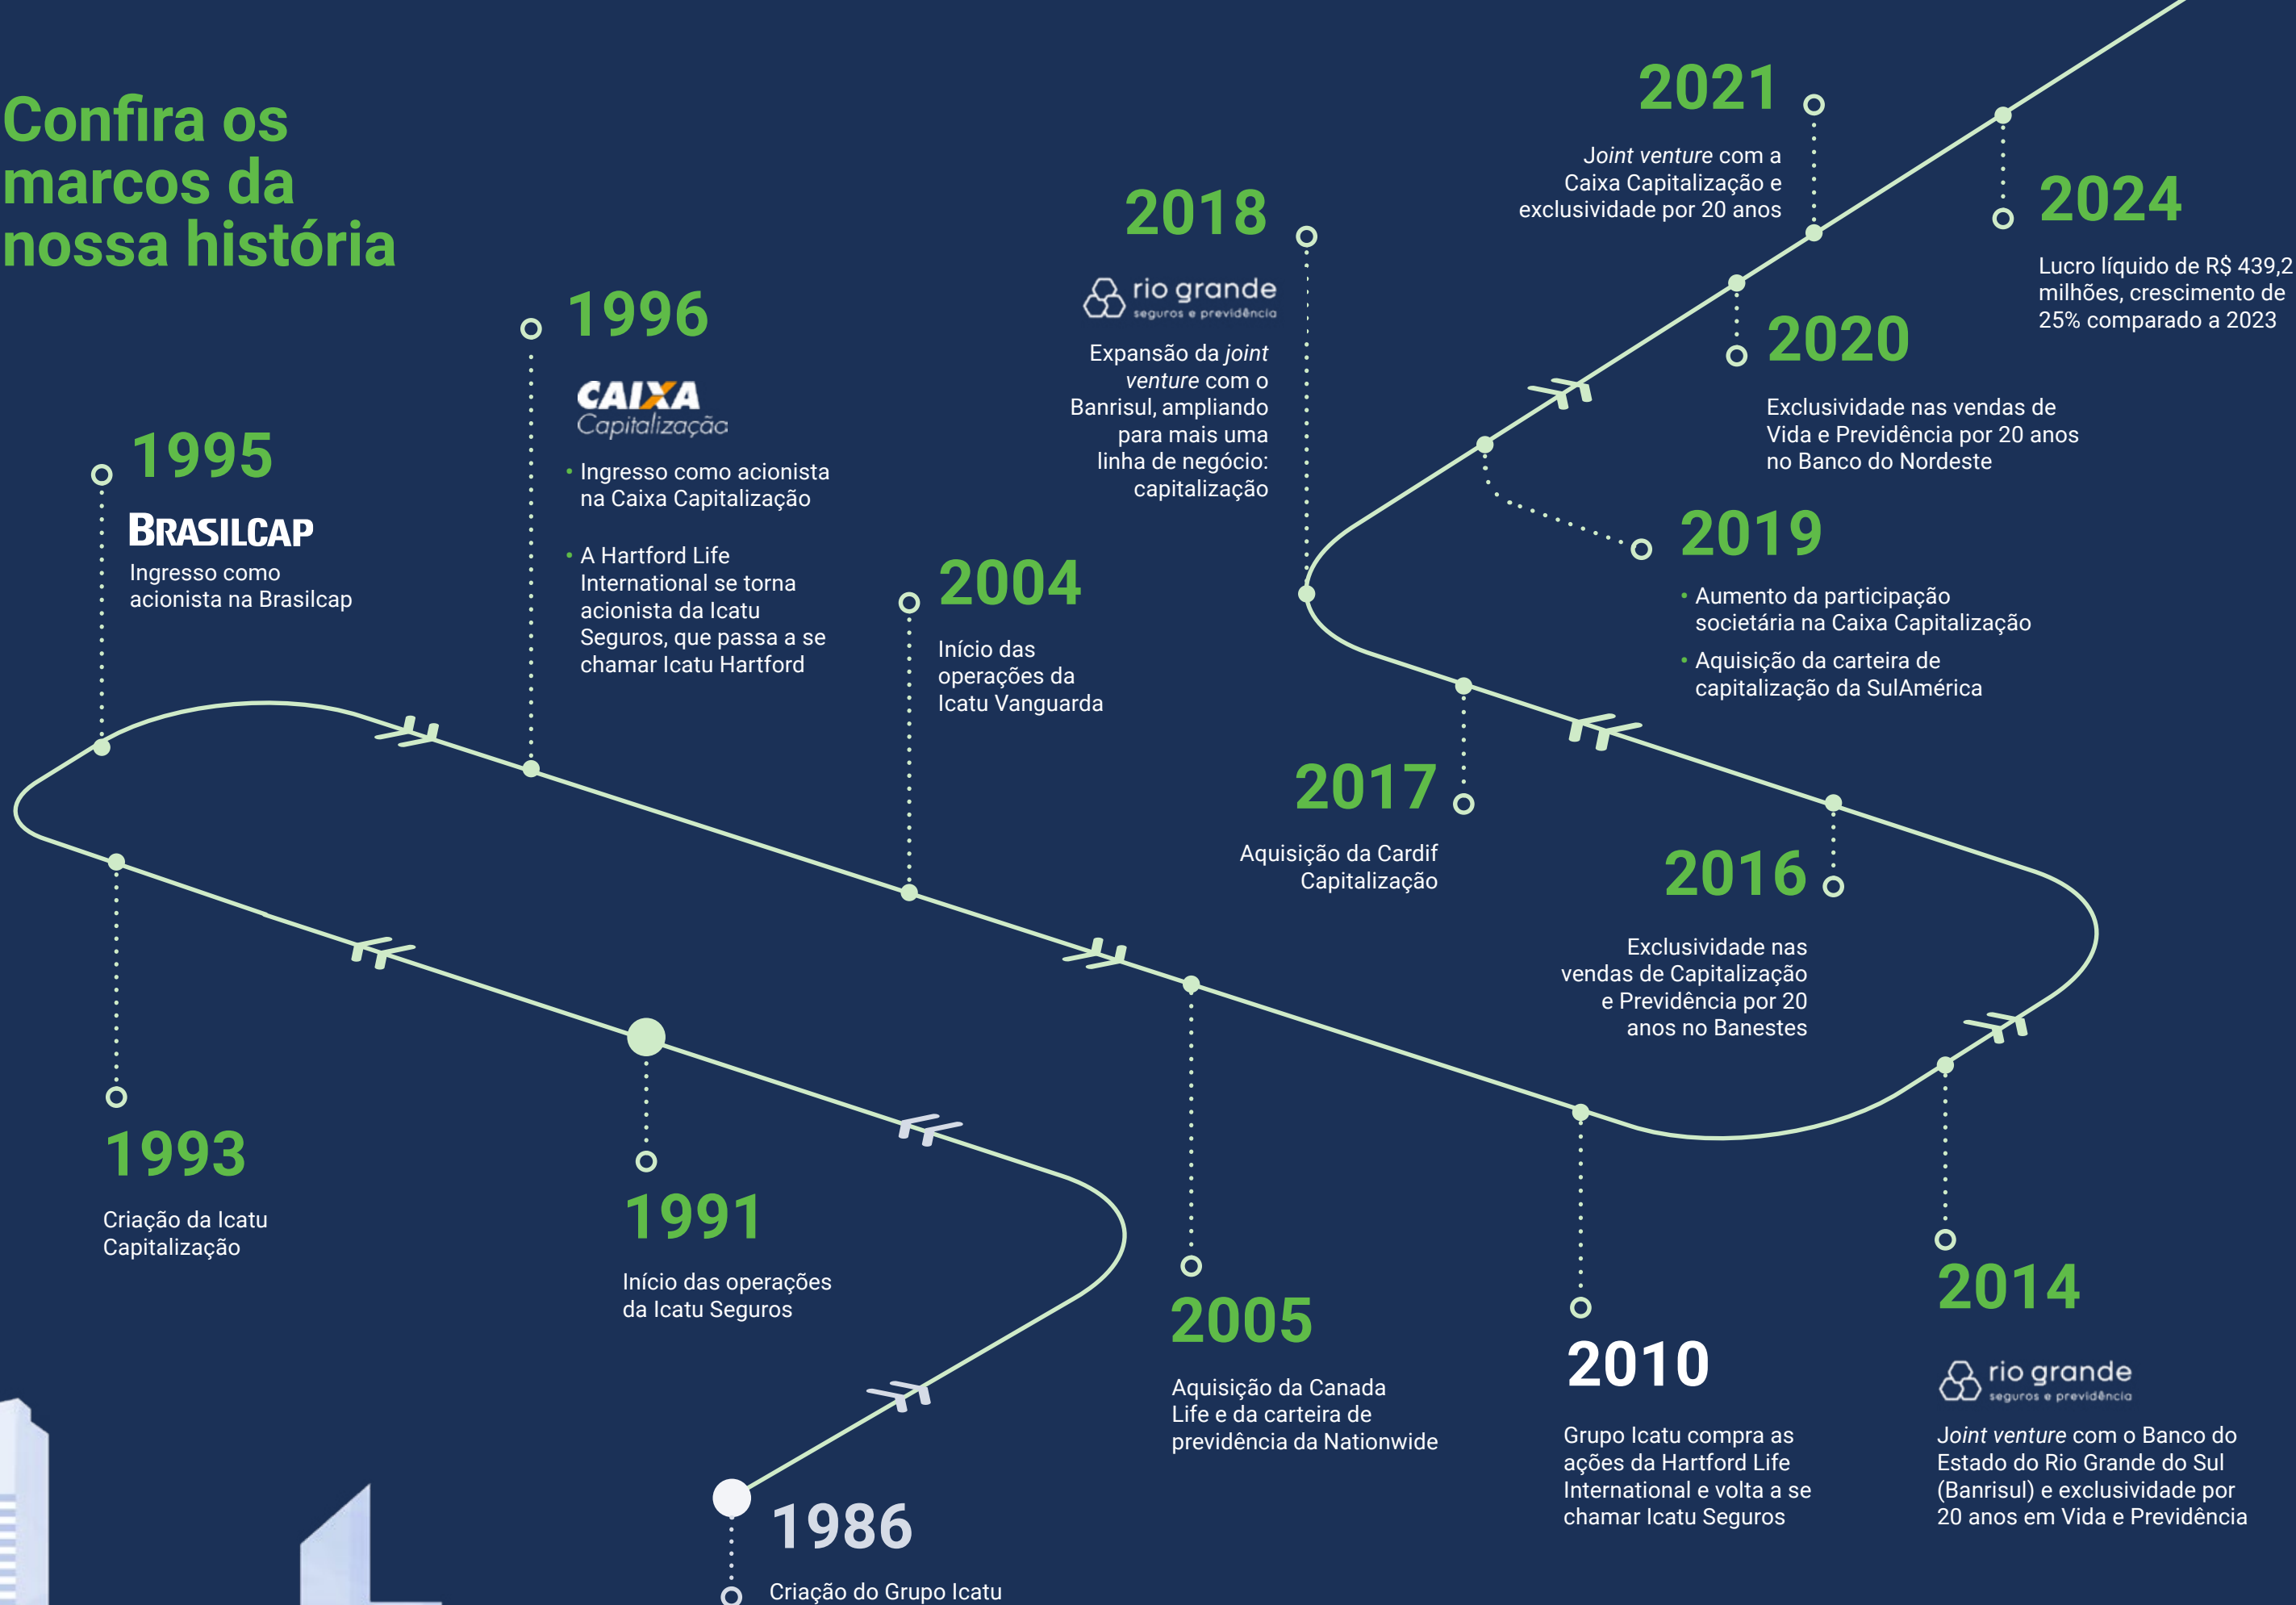 Confira os
marcos da
nossa história
1986
Criação do Grupo Icatu
1991
Início das operações
da Icatu Seguros
1993
Criação da Icatu
Capitalização
1995
BRASILCAP
Ingresso como
acionista na Brasilcap
1996
CAIXA
Capitalização
• Ingresso como acionista
na Caixa Capitalização
• A Hartford Life
International se torna
acionista da Icatu
Seguros, que passa a se
chamar Icatu Hartford
2004
Início das
operações da
Icatu Vanguarda
2005
Aquisição da Canada
Life e da carteira de
previdência da Nationwide
2010
Grupo Icatu compra as
ações da Hartford Life
International e volta a se
chamar Icatu Seguros
2014
rio grande
seguros e previdência
Joint venture com o Banco do
Estado do Rio Grande do Sul
(Banrisul) e exclusividade por
20 anos em Vida e Previdência
2016
Exclusividade nas
vendas de Capitalização
e Previdência por 20
anos no Banestes
2017
Aquisição da Cardif
Capitalização
2018
rio grande
seguros e previdência
Expansão da joint
venture com o
Banrisul, ampliando
para mais uma
linha de negócio:
capitalização
2019
• Aumento da participação
societária na Caixa Capitalização
• Aquisição da carteira de
capitalização da SulAmérica
2020
Exclusividade nas vendas de
Vida e Previdência por 20 anos
no Banco do Nordeste
2021
Joint venture com a
Caixa Capitalização e
exclusividade por 20 anos
2024
Lucro líquido de R$ 439,2
milhões, crescimento de
25% comparado a 2023